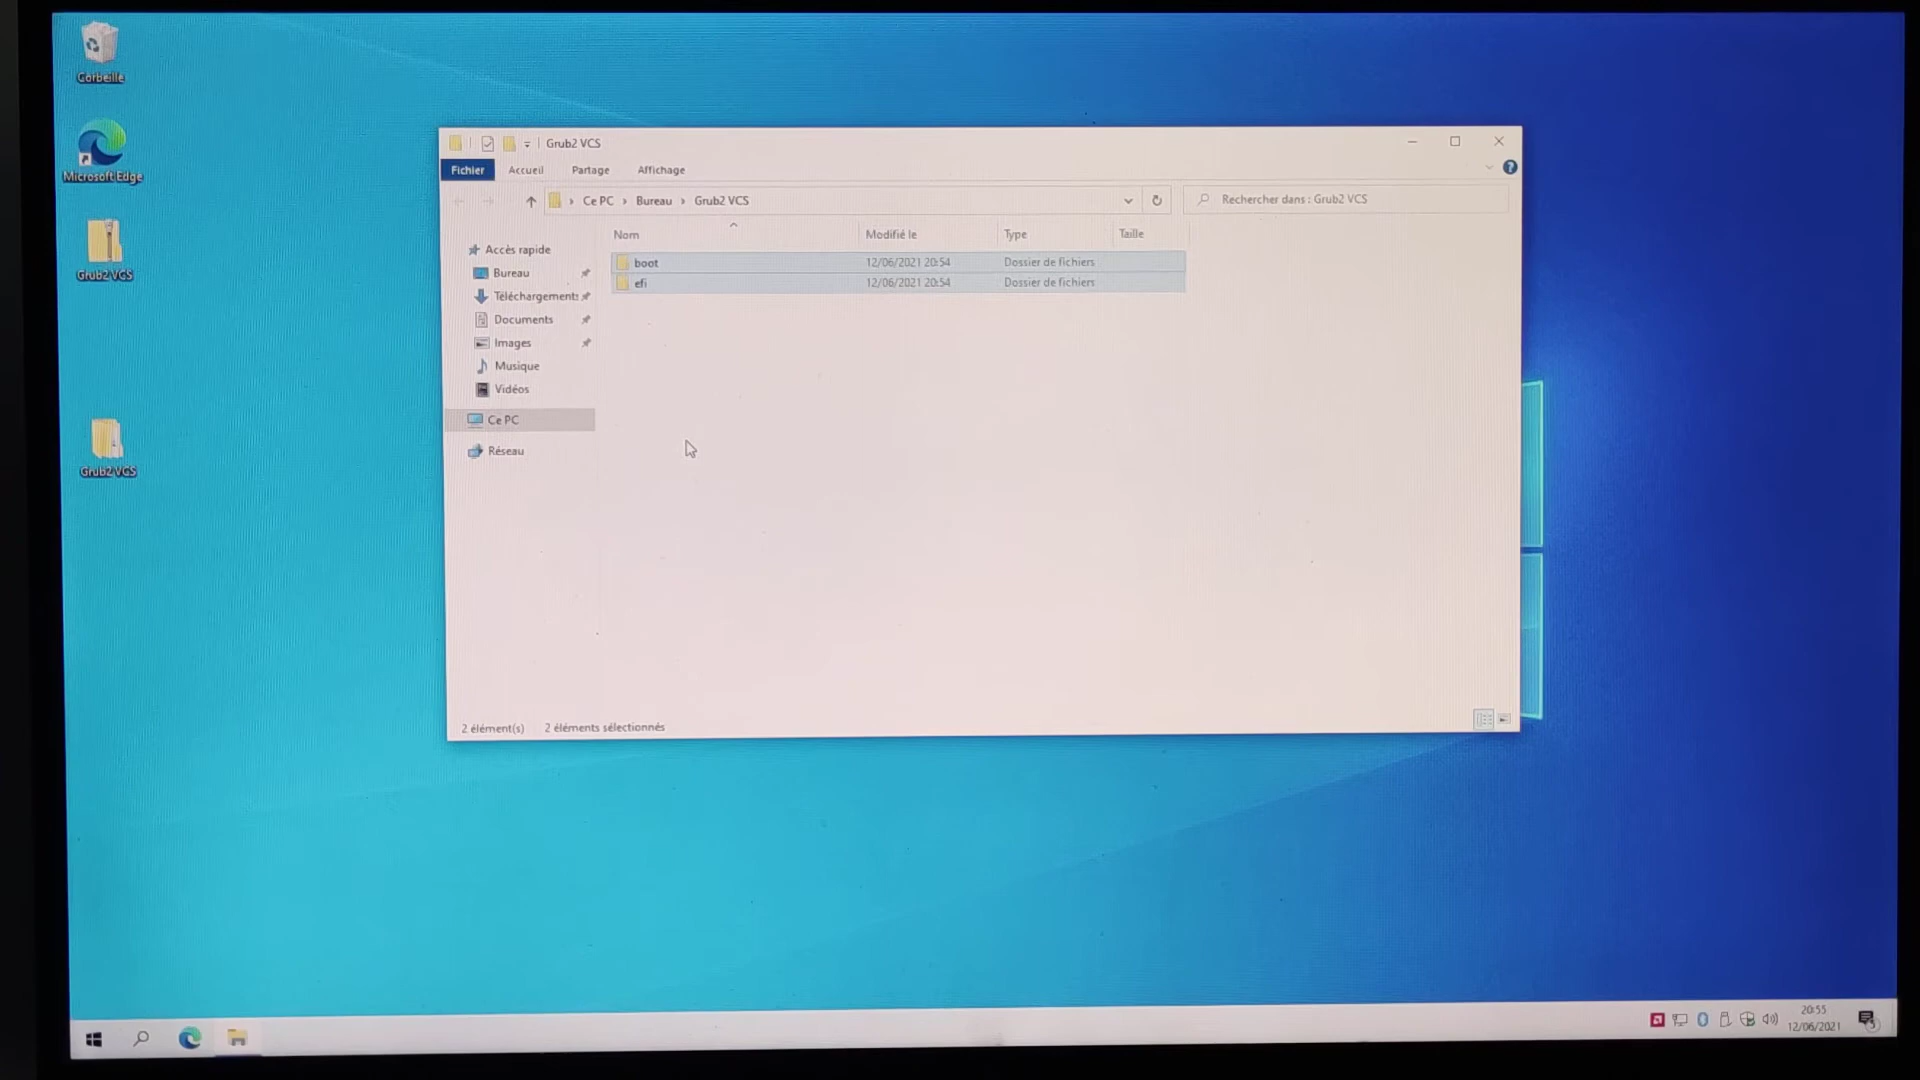 Corbeille
Microsoft Edge
Grub2 VCS
Grub2 VCS
Grub2 VCS
Fichier
Accueil
Partage
Affichage
Ce PC › Bureau › Grub2 VCS
Rechercher dans : Grub2 VCS
Nom
Modifié le
Type
Taille
boot 12/06/2021 20:54 Dossier de fichiers
efi 12/06/2021 20:54 Dossier de fichiers
Accès rapide
Bureau
Téléchargements
Documents
Images
Musique
Vidéos
Ce PC
Réseau
2 élément(s) 2 éléments sélectionnés
20:55
12/06/2021